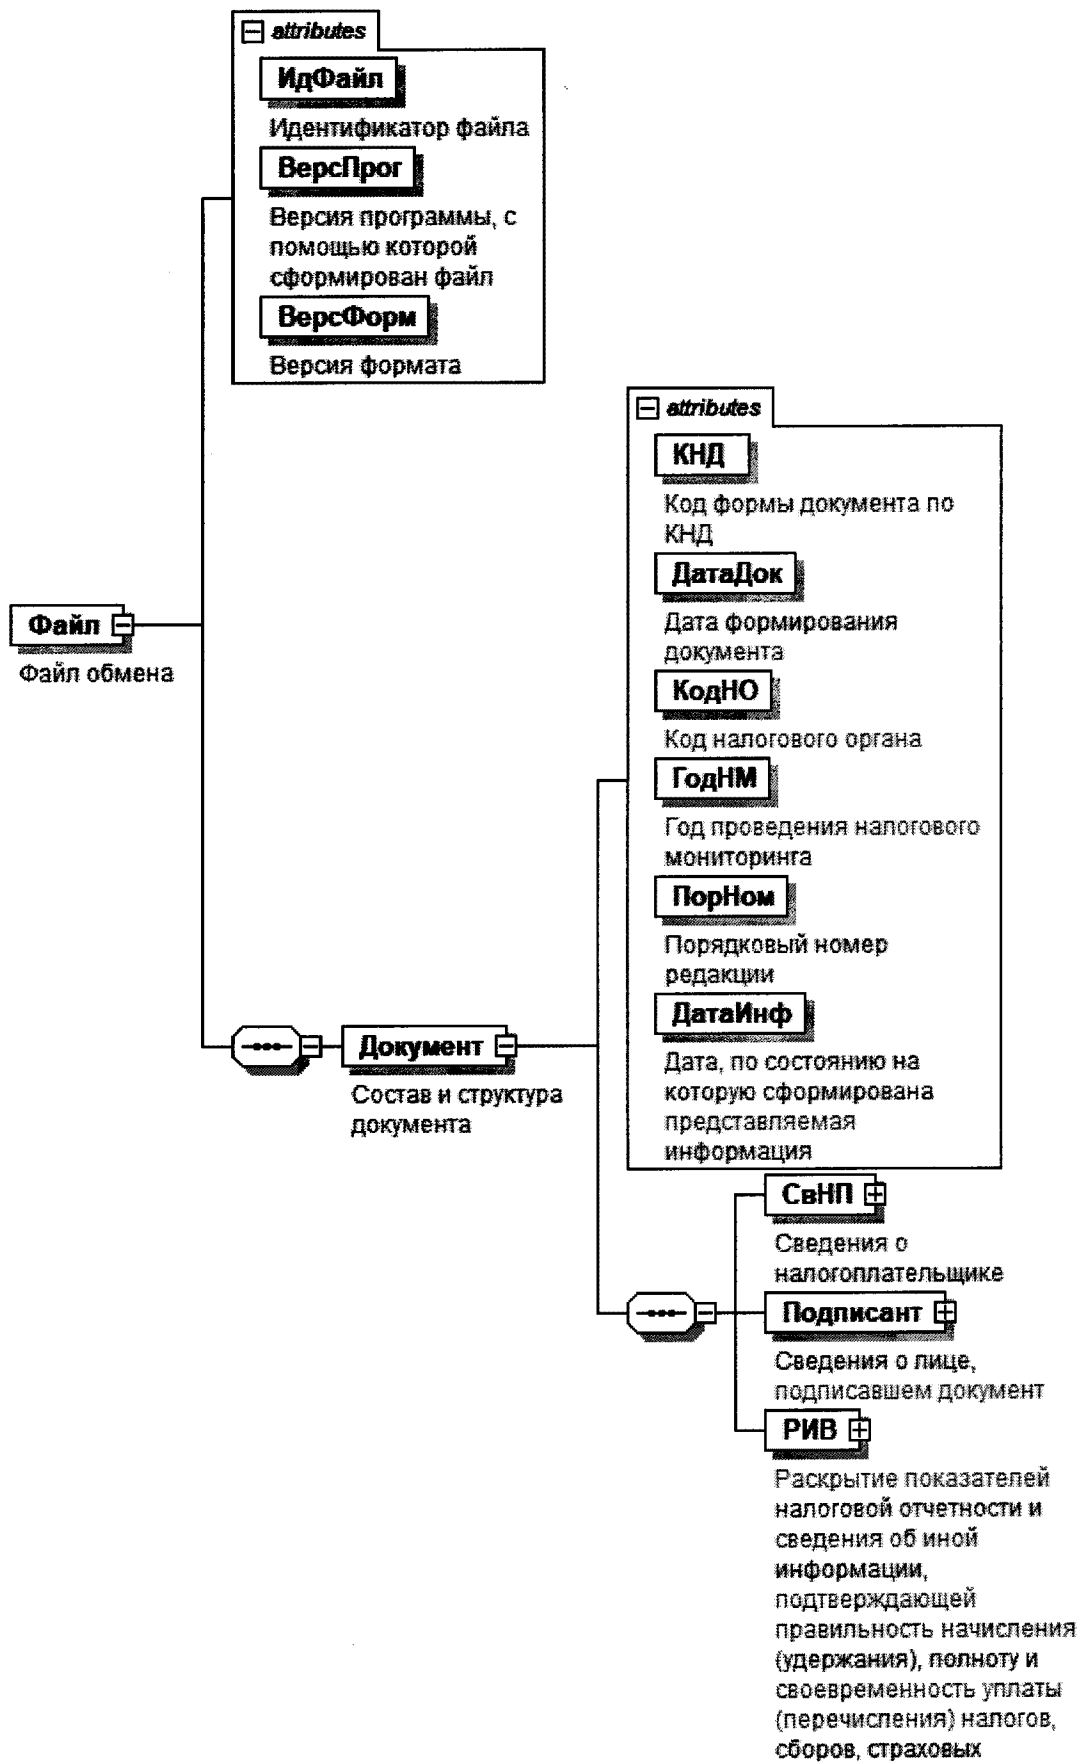 attributes
ИдФайл
Идентификатор файла
ВерсПрог
Версия программы, с
помощью которой
сформирован файл
ВерсФорм
Версия формата
attributes
КНД
Код формы документа по
КНД
ДатаДок
Дата формирования
документа
КодНО
Код налогового органа
ГодНМ
Год проведения налогового
мониторинга
ПорНом
Порядковый номер
редакции
ДатаИнф
Дата, по состоянию на
которую сформирована
представляемая
информация
Файл
Файл обмена
Документ
Состав и структура
документа
СвНП
Сведения о
налогоплательщике
Подписант
Сведения о лице,
подписавшем документ
РИВ
Раскрытие показателей
налоговой отчетности и
сведения об иной
информации,
подтверждающей
правильность начисления
(удержания), полноту и
своевременность уплаты
(перечисления) налогов,
сборов, страховых